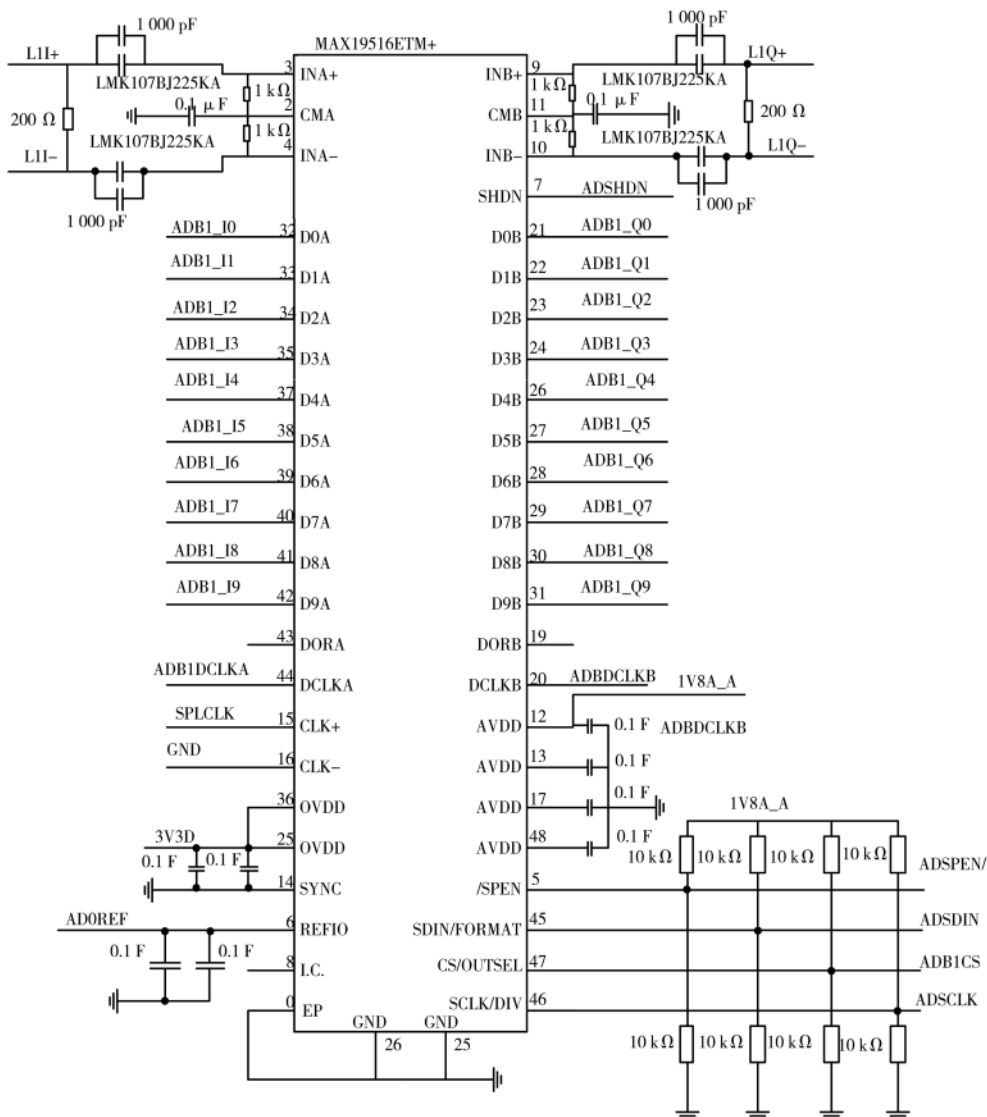 1 000 pF
1 000 pF
MAX19516ETM+
L1I+
L1Q+
3
INA+
INB+
9
LMK107BJ225KA
1 kΩ
1 kΩ
LMK107BJ225KA
200 Ω
0.1 μF
2
CMA
CMB
11
0.1 μF
200 Ω
LMK107BJ225KA
1 kΩ
1 kΩ
LMK107BJ225KA
L1I−
4
INA−
INB−
10
L1Q−
1 000 pF
SHDN
7
ADSHDN
1 000 pF
ADB1_I0
32
D0A
D0B
21
ADB1_Q0
ADB1_I1
33
D1A
D1B
22
ADB1_Q1
ADB1_I2
34
D2A
D2B
23
ADB1_Q2
ADB1_I3
35
D3A
D3B
24
ADB1_Q3
ADB1_I4
37
D4A
D4B
26
ADB1_Q4
ADB1_I5
38
D5A
D5B
27
ADB1_Q5
ADB1_I6
39
D6A
D6B
28
ADB1_Q6
ADB1_I7
40
D7A
D7B
29
ADB1_Q7
ADB1_I8
41
D8A
D8B
30
ADB1_Q8
ADB1_I9
42
D9A
D9B
31
ADB1_Q9
43
DORA
DORB
19
ADB1DCLKA
44
DCLKA
DCLKB
20
ADBDCLKB
1V8A_A
SPLCLK
15
CLK+
AVDD
12
0.1 F
ADBDCLKB
GND
16
CLK−
AVDD
13
0.1 F
36
OVDD
AVDD
17
0.1 F
1V8A_A
3V3D
25
OVDD
AVDD
48
0.1 F
10 kΩ
10 kΩ
10 kΩ
10 kΩ
0.1 F
0.1 F
14
SYNC
/SPEN
5
ADSPEN/
AD0REF
6
REFIO
SDIN/FORMAT
45
ADSDIN
0.1 F
0.1 F
8
I.C.
CS/OUTSEL
47
ADB1CS
0
EP
SCLK/DIV
46
ADSCLK
GND
GND
26
25
10 kΩ
10 kΩ
10 kΩ
10 kΩ